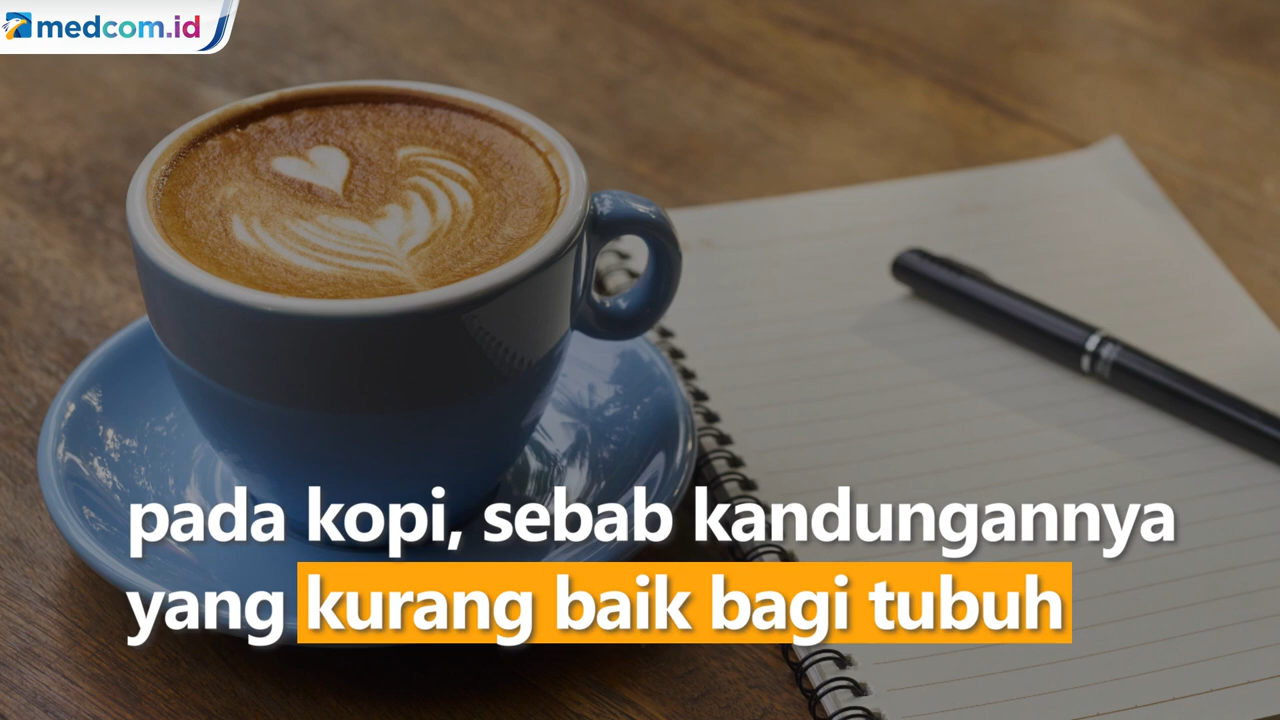 medcom.id
pada kopi, sebab kandungannya
yang kurang baik bagi tubuh